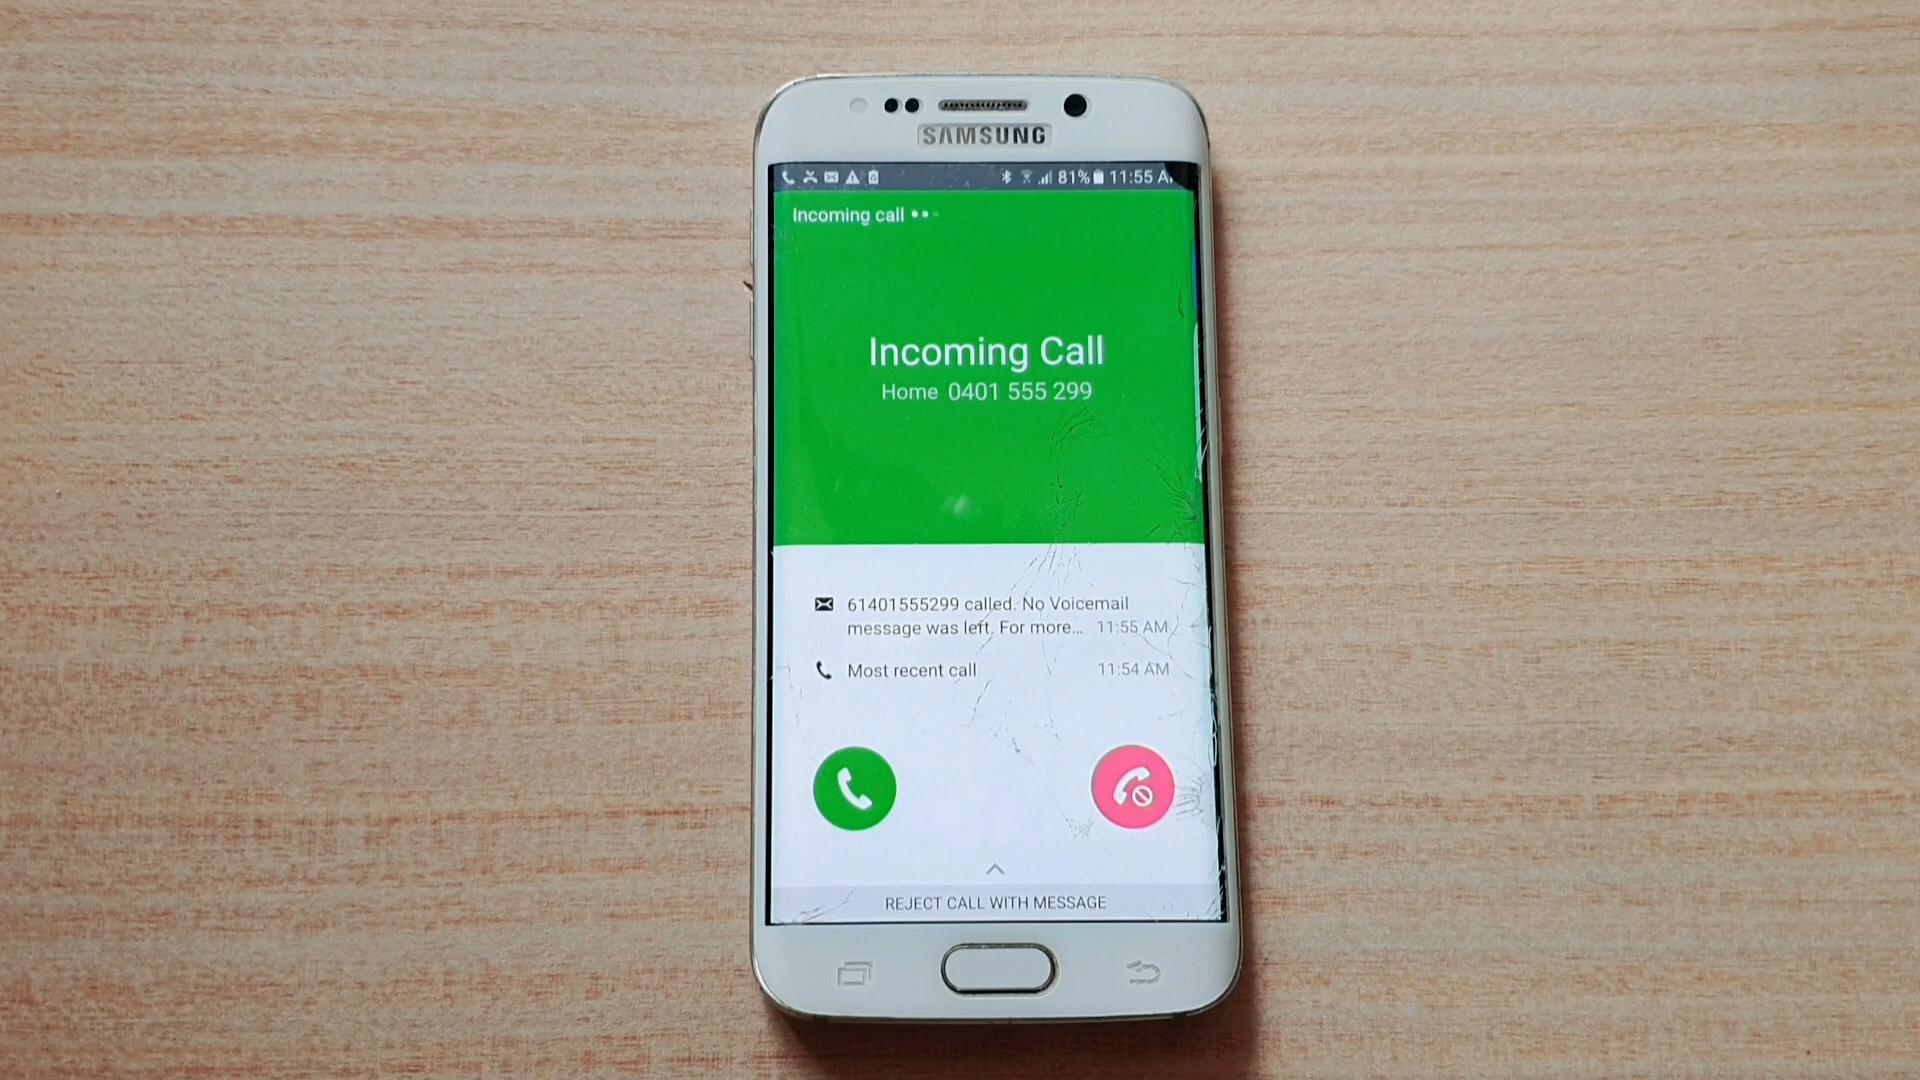 SAMSUNG
81% 11:55 A
Incoming call
Incoming Call
Home 0401 555 299
61401555299 called. No Voicemail
message was left. For more... 11:55 AM
Most recent call 11:54 AM
REJECT CALL WITH MESSAGE